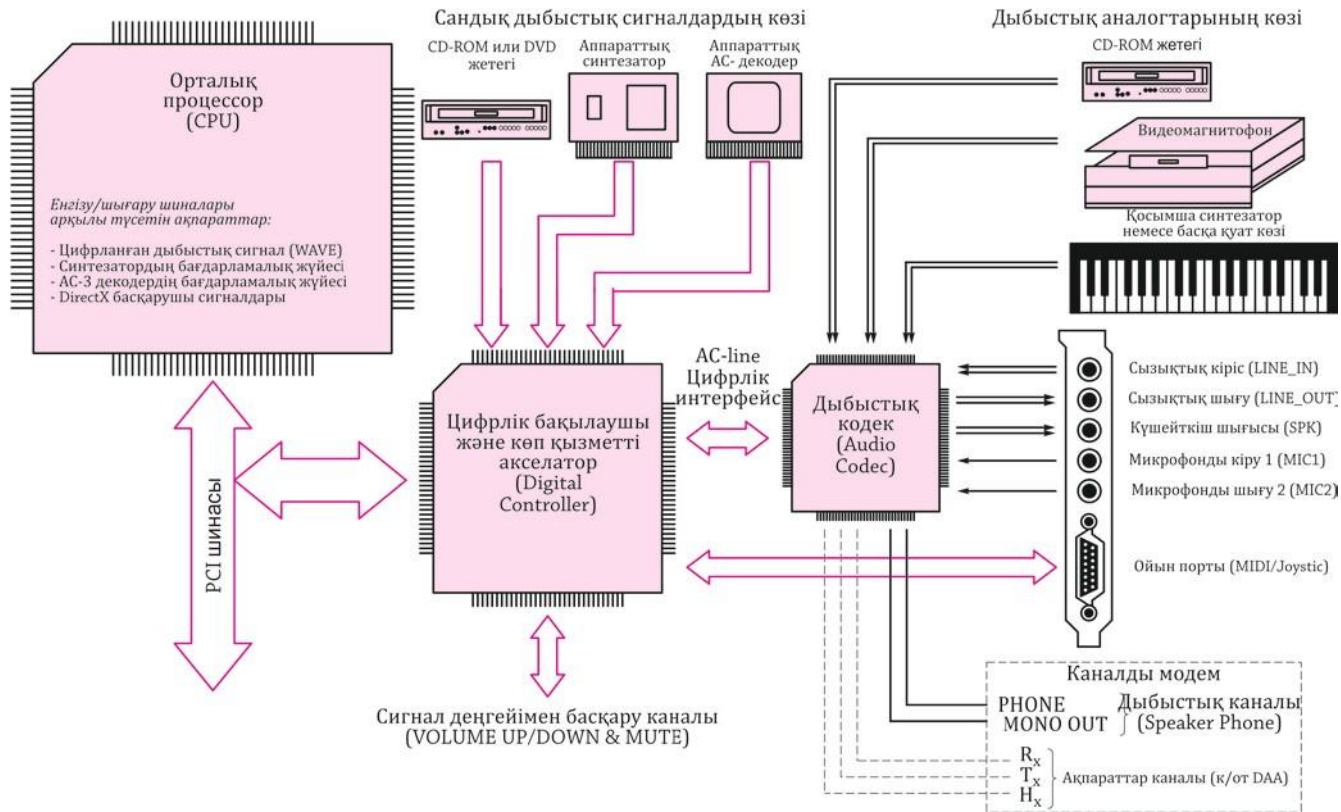 Сандық дыбыстық сигналдардың көзі
Дыбыстық аналогтарының көзі
Орталық
процессор
(CPU)
Енгізу/шығару шиналары
арқылы түсетін ақпараттар:
- Цифрланған дыбыстық сигнал (WAVE)
- Синтезатордың бағдарламалық жүйесі
- АС-3 декодердің бағдарламалық жүйесі
- DirectX басқарушы сигналдары
CD-ROM или DVD
жетегі
Аппараттық
синтезатор
Аппараттық
АС- декодер
CD-ROM жетегі
Видеомагнитофон
Қосымша синтезатор
немесе басқа қуат көзі
PCI шинасы
Цифрлік бақылаушы
және көп қызметті
акселатор
(Digital
Controller)
AC-line
Цифрлік
интерфейс
Дыбыстық
кодек
(Audio
Codec)
Сызықтық кіріс (LINE_IN)
Сызықтық шығу (LINE_OUT)
Күшейткіш шығысы (SPK)
Микрофонды кіру 1 (MIC1)
Микрофонды шығу 2 (MIC2)
Ойын порты (MIDI/Joystic)
Сигнал деңгейімен басқару каналы
(VOLUME UP/DOWN & MUTE)
Каналды модем
PHONE
MONO OUT
Дыбыстық каналы
(Speaker Phone)
Rx
Tx
Hx
Ақпараттар каналы (к/от DAA)